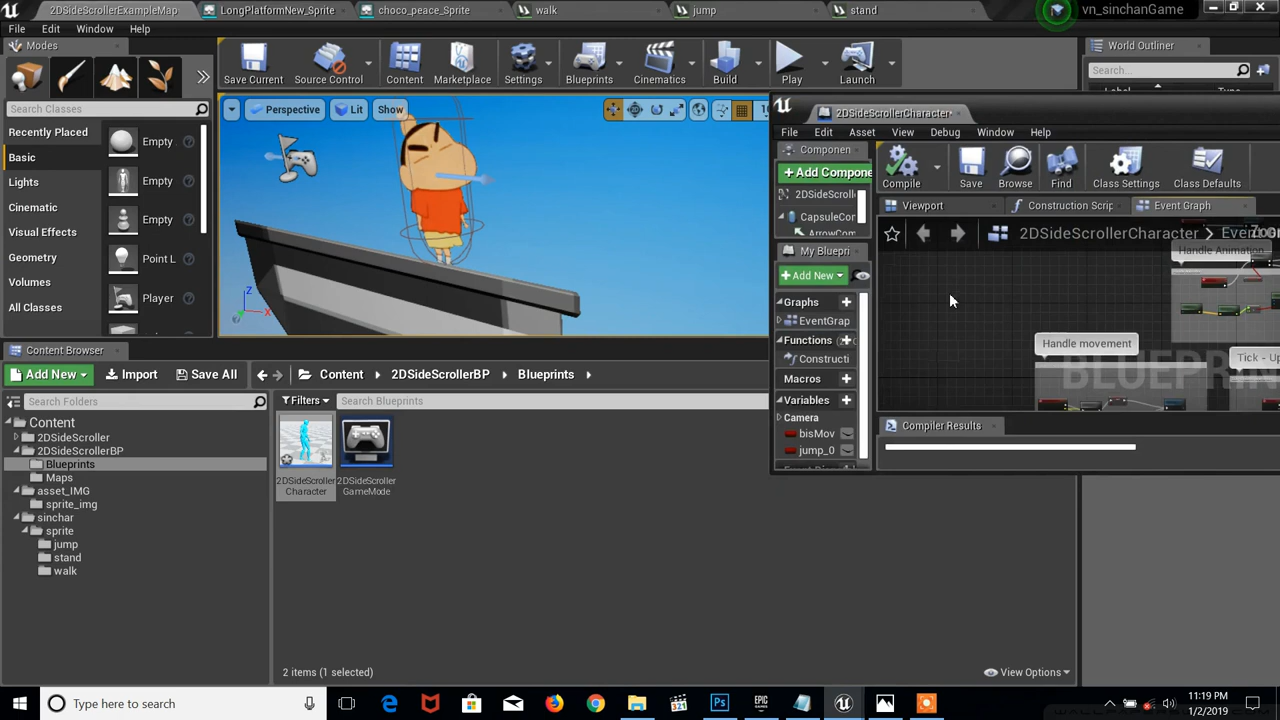 2DSideScrollerExampleMap
LongPlatformNew_Sprite
choco_peace_Sprite
walk
jump
stand
vn_sinchanGame
File Edit Window Help
Modes
Search Classes
Recently Placed
Basic
Lights
Cinematic
Visual Effects
Geometry
Volumes
All Classes
Empty
Empty
Empty
Point L
Player
Save Current
Source Control
Content
Marketplace
Settings
Blueprints
Cinematics
Build
Play
Launch
Perspective
Lit
Show
Z
X
World Outliner
Search...
2DSideScrollerCharacter
File Edit Asset View Debug Window Help
Componen
+ Add Compone
2DSideScroll
CapsuleCon
ArrowCom
My Bluepri
+ Add New
Graphs
EventGrap
Functions
Constructi
Macros
Variables
Camera
bisMov
jump_0
Compile
Save
Browse
Find
Class Settings
Class Defaults
Viewport
Construction Scrip
Event Graph
2DSideScrollerCharacter
Handle Animation
Handle movement
Tick - Up
BLUEPRIN
Compiler Results
Content Browser
Add New
Import
Save All
Content
2DSideScrollerBP
Blueprints
Search Folders
Filters
Search Blueprints
Content
2DSideScroller
2DSideScrollerBP
Blueprints
Maps
asset_IMG
sprite_img
sinchar
sprite
jump
stand
walk
2DSideScroller
Character
2DSideScroller
GameMode
2 items (1 selected)
View Options
Type here to search
11:19 PM
1/2/2019